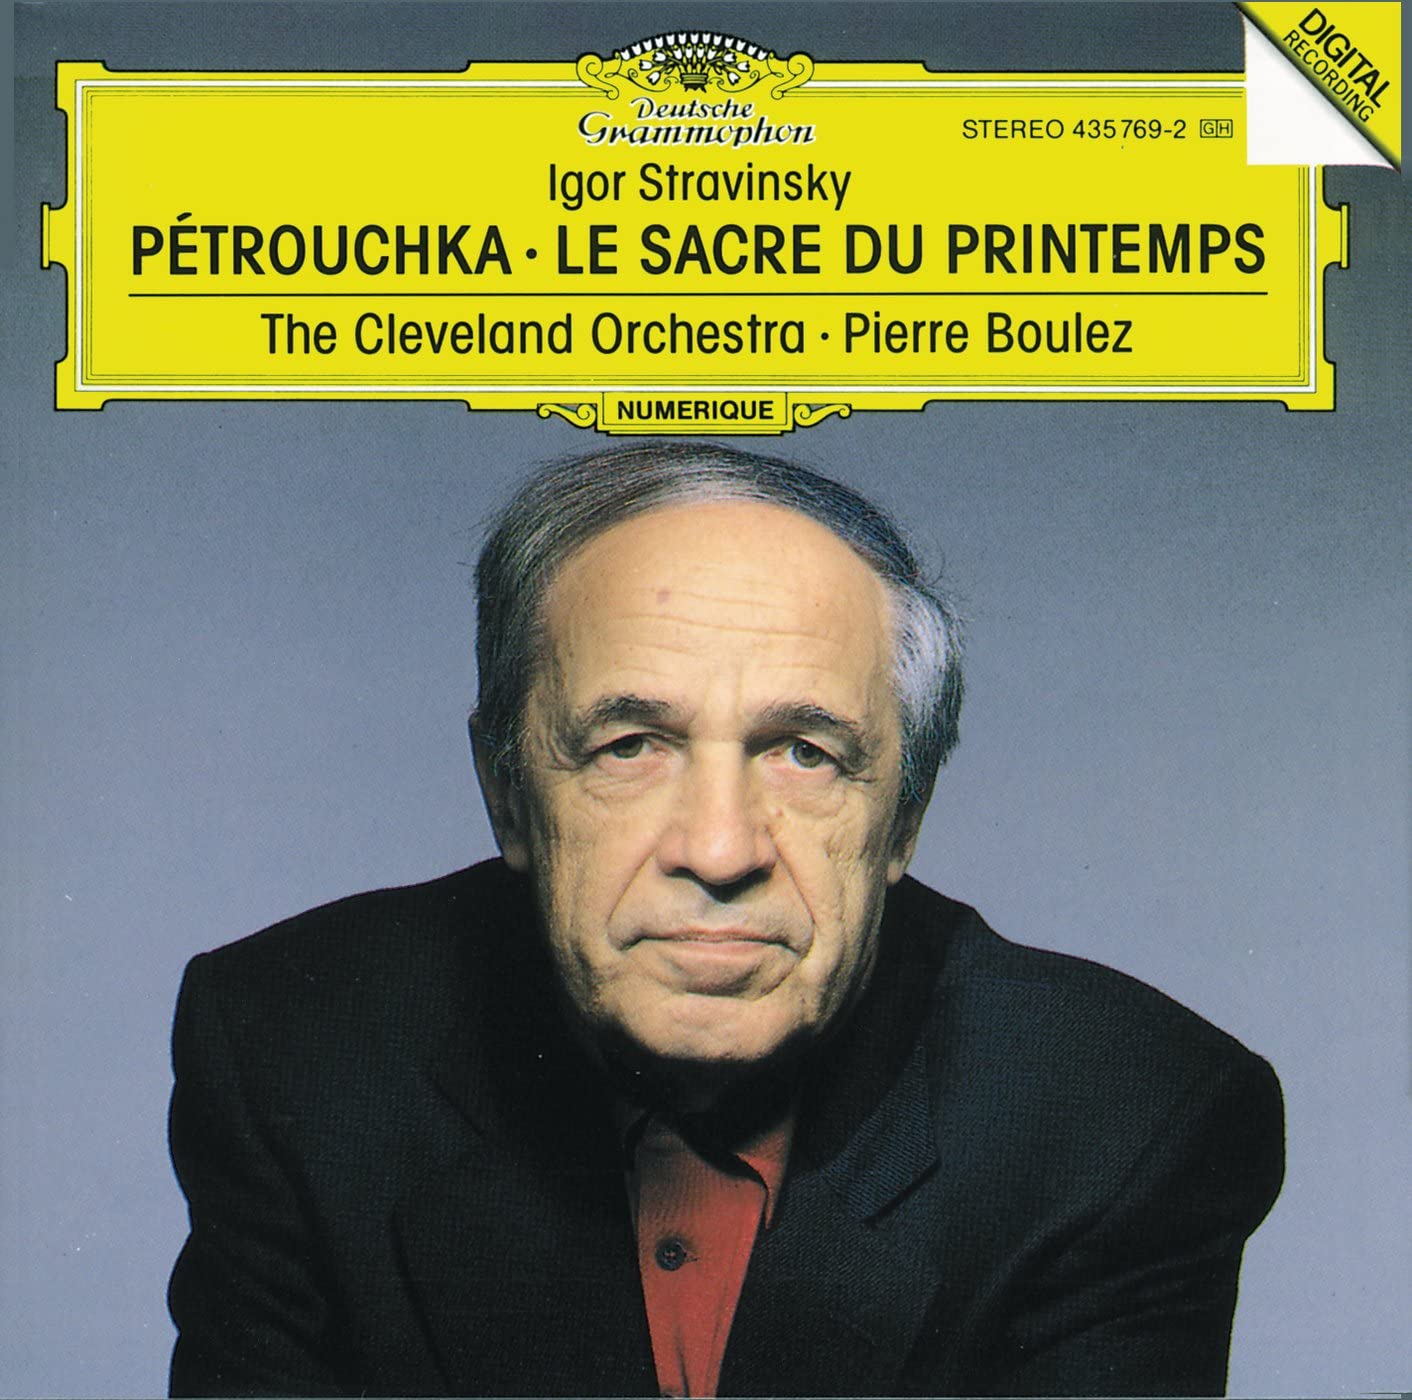 DIGITAL
RECORDING
Deutsche
Grammophon
STEREO 435 769-2 GH
Igor Stravinsky
PÉTROUCHKA · LE SACRE DU PRINTEMPS
The Cleveland Orchestra · Pierre Boulez
NUMERIQUE